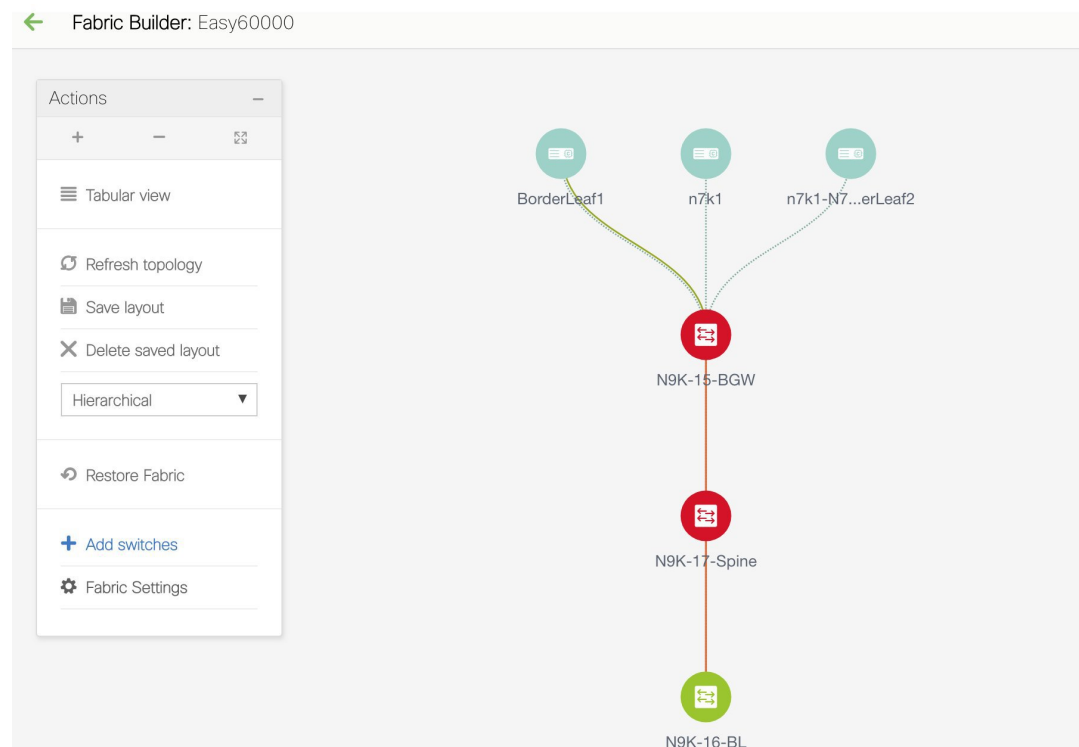 Fabric Builder: Easy60000
Actions
Tabular view
Refresh topology
Save layout
Delete saved layout
Hierarchical
Restore Fabric
Add switches
Fabric Settings
BorderLeaf1
n7k1
n7k1-N7...erLeaf2
N9K-15-BGW
N9K-17-Spine
N9K-16-BL